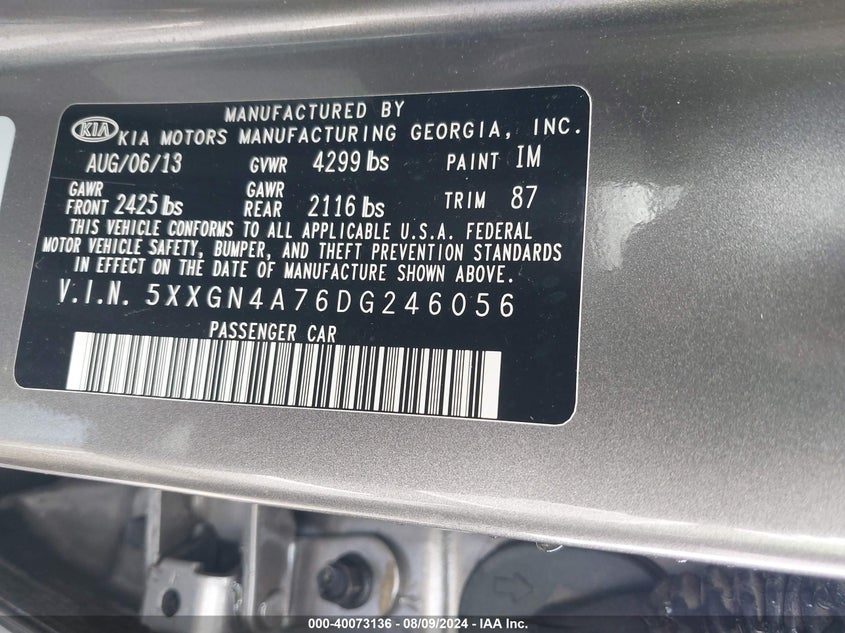 MANUFACTURED BY
KIA KIA MOTORS MANUFACTURING GEORGIA, INC.
AUG/06/13 GVWR 4299 lbs PAINT IM
GAWR FRONT 2425 lbs GAWR REAR 2116 lbs TRIM 87
THIS VEHICLE CONFORMS TO ALL APPLICABLE U.S.A. FEDERAL
MOTOR VEHICLE SAFETY, BUMPER, AND THEFT PREVENTION STANDARDS
IN EFFECT ON THE DATE OF MANUFACTURE SHOWN ABOVE.
V.I.N. 5XXGN4A76DG246056
PASSENGER CAR
000-40073136 - 08/09/2024 - IAA Inc.